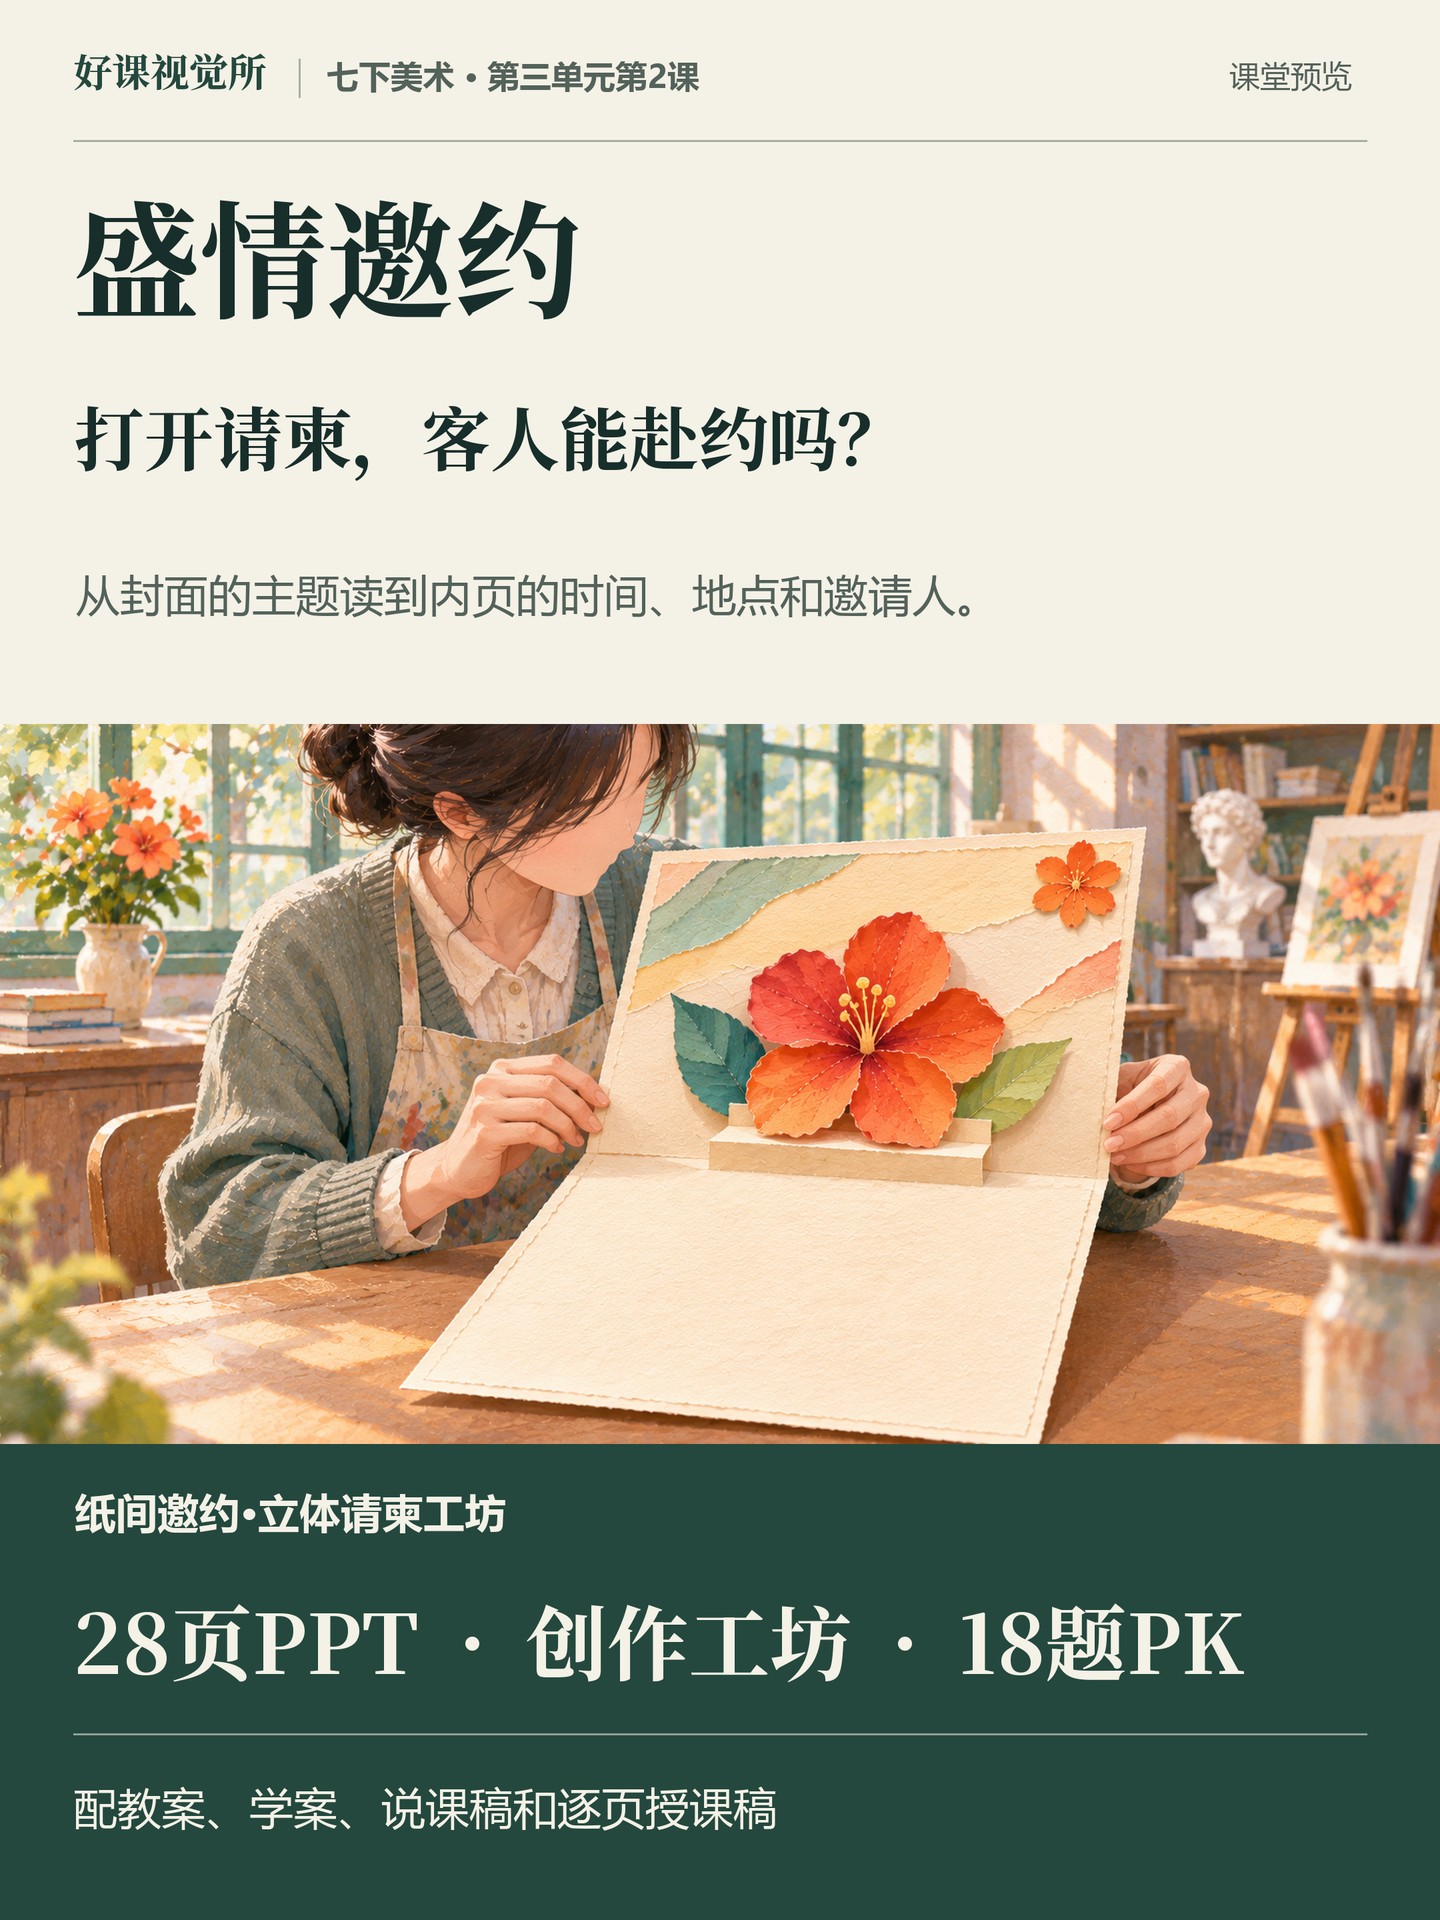 好课视觉所 | 七下美术·第三单元第2课
课堂预览
盛情邀约
打开请柬，客人能赴约吗？
从封面的主题读到内页的时间、地点和邀请人。
纸间邀约·立体请柬工坊
28页PPT · 创作工坊 · 18题PK
配教案、学案、说课稿和逐页授课稿